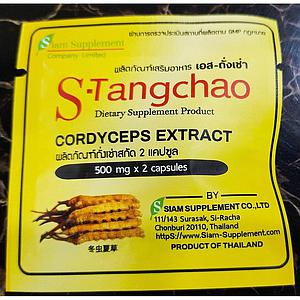 Siam Supplement
Company Limited
ผ่านการตรวจประเมินสถานที่ผลิตตาม GMP กฎหมาย
ผลิตภัณฑ์เสริมอาหาร เอส-ถั่งเช่า
S-Tangchao
Dietary Supplement Product
CORDYCEPS EXTRACT
ผลิตภัณฑ์ถั่งเช่าสกัด 2 แคปซูล
500 mg x 2 capsules
BY
SIAM SUPPLEMENT CO.,LTD
111/143 Surasak, Si-Racha
Chonburi 20110, Thailand
httpS://www.Siam-Supplement.com
PRODUCT OF THAILAND
冬虫夏草